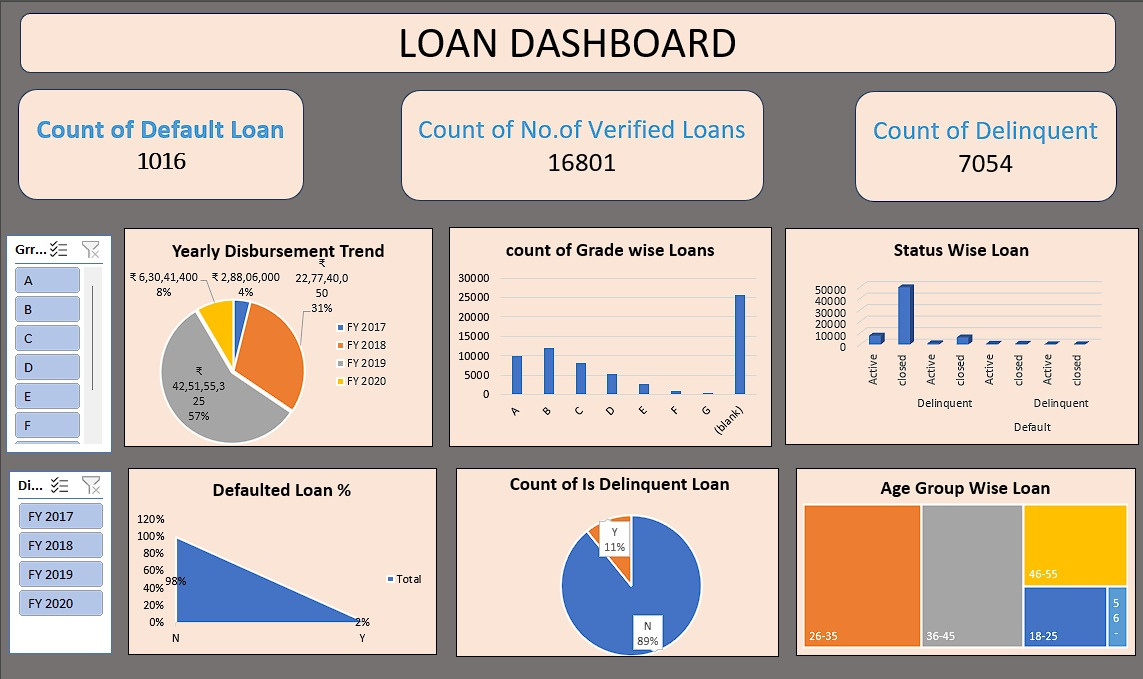 LOAN DASHBOARD
Count of Default Loan
1016
Count of No.of Verified Loans
16801
Count of Delinquent
7054
Grr...
A
B
C
D
E
F
Yearly Disbursement Trend
₹ 6,30,41,400
8%
₹ 2,88,06,000
4%
₹
22,77,40,0
50
31%
₹
42,51,55,3
25
57%
FY 2017
FY 2018
FY 2019
FY 2020
count of Grade wise Loans
30000
25000
20000
15000
10000
5000
0
A
B
C
D
E
F
G
(blank)
Status Wise Loan
50000
40000
30000
20000
10000
0
Active
closed
Active
closed
Active
closed
Active
closed
Delinquent
Delinquent
Default
Di...
FY 2017
FY 2018
FY 2019
FY 2020
Defaulted Loan %
120%
100%
80%
60%
40%
20%
0%
98%
2%
N
Y
Total
Count of Is Delinquent Loan
Y
11%
N
89%
Age Group Wise Loan
26-35
36-45
46-55
18-25
5
6
-